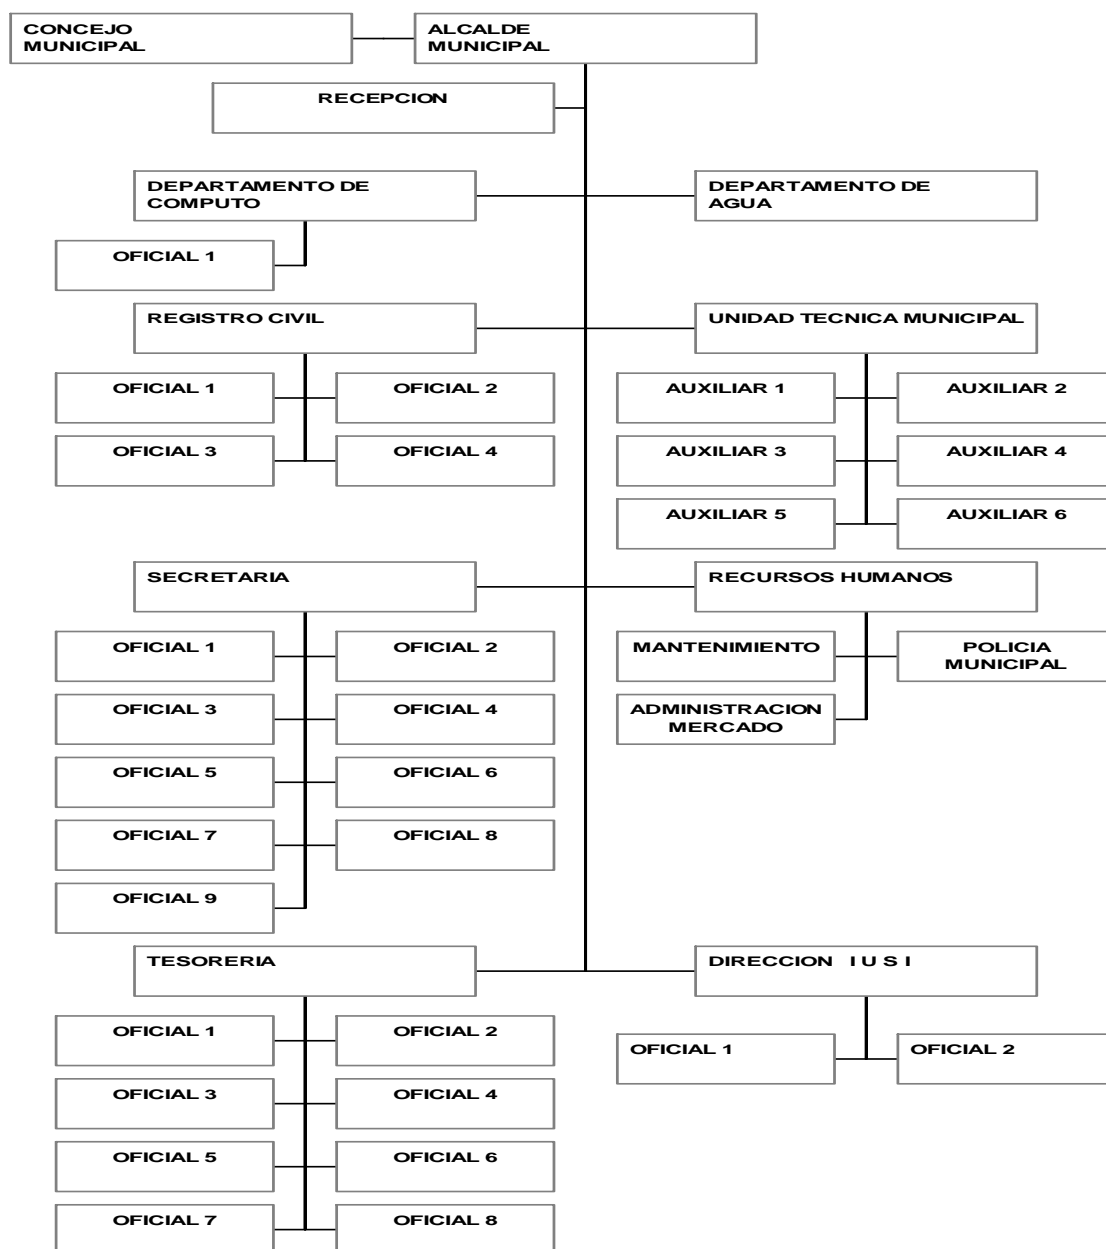 CONCEJO
MUNICIPAL
ALCALDE
MUNICIPAL
RECEPCION
DEPARTAMENTO DE
COMPUTO
DEPARTAMENTO DE
AGUA
OFICIAL 1
REGISTRO CIVIL
UNIDAD TECNICA MUNICIPAL
OFICIAL 1
OFICIAL 2
AUXILIAR 1
AUXILIAR 2
OFICIAL 3
OFICIAL 4
AUXILIAR 3
AUXILIAR 4
AUXILIAR 5
AUXILIAR 6
SECRETARIA
RECURSOS HUMANOS
OFICIAL 1
OFICIAL 2
MANTENIMIENTO
POLICIA
MUNICIPAL
OFICIAL 3
OFICIAL 4
ADMINISTRACION
MERCADO
OFICIAL 5
OFICIAL 6
OFICIAL 7
OFICIAL 8
OFICIAL 9
TESORERIA
DIRECCION I U S I
OFICIAL 1
OFICIAL 2
OFICIAL 1
OFICIAL 2
OFICIAL 3
OFICIAL 4
OFICIAL 5
OFICIAL 6
OFICIAL 7
OFICIAL 8